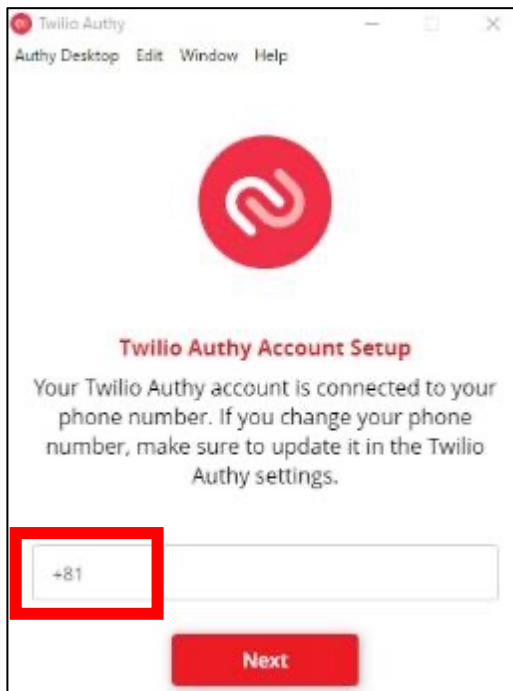 Twilio Authy
Authy Desktop Edit Window Help
Twilio Authy Account Setup
Your Twilio Authy account is connected to your
phone number. If you change your phone
number, make sure to update it in the Twilio
Authy settings.
+81
Next